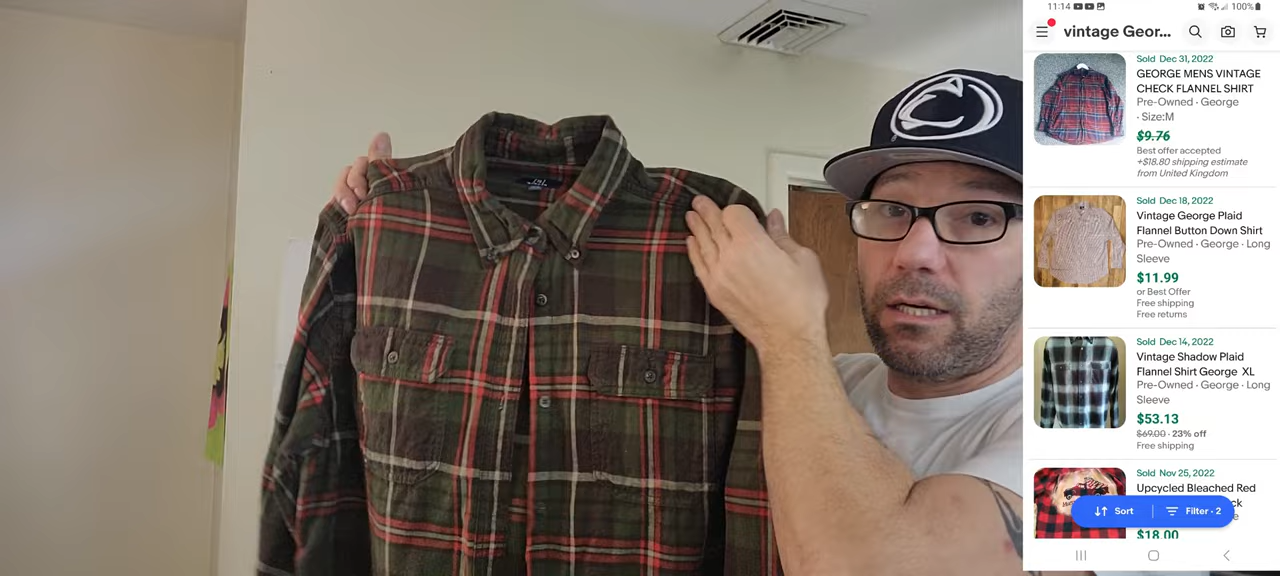 11:14
100%
vintage Geor...
Sold Dec 31, 2022
GEORGE MENS VINTAGE
CHECK FLANNEL SHIRT
Pre-Owned · George
· Size:M
$9.76
Best offer accepted
+$18.80 shipping estimate
from United Kingdom
Sold Dec 18, 2022
Vintage George Plaid
Flannel Button Down Shirt
Pre-Owned · George · Long
Sleeve
$11.99
or Best Offer
Free shipping
Free returns
Sold Dec 14, 2022
Vintage Shadow Plaid
Flannel Shirt George XL
Pre-Owned · George · Long
Sleeve
$53.13
$69.00 · 23% off
Free shipping
Sold Nov 25, 2022
Upcycled Bleached Red
Sort
Filter · 2
$18.00